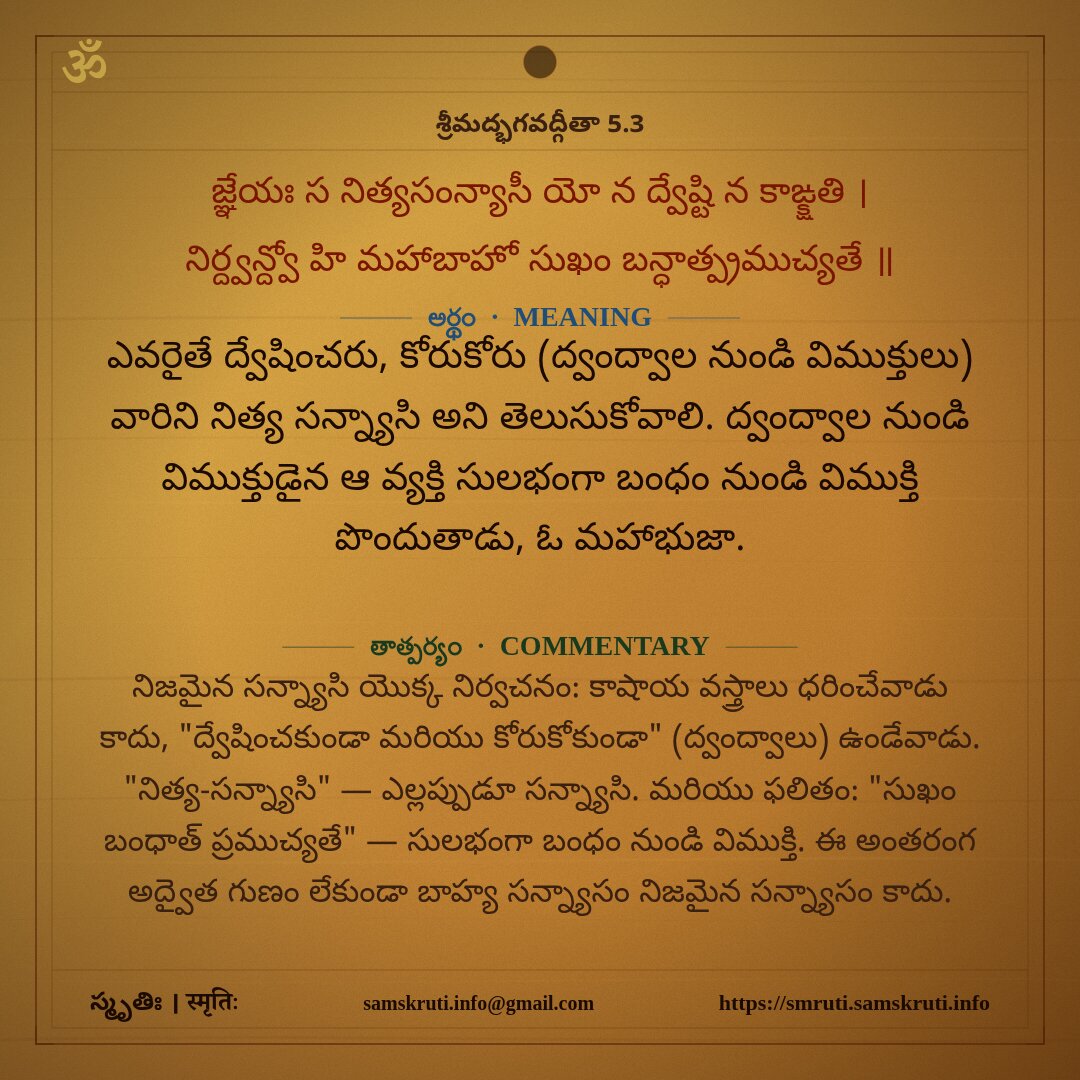 ॐ
శ్రీమద్భగవద్గీతా 5.3
జ్ఞేయః స నిత్యసంన్యాసీ యో న ద్వేష్టి న కాఙ్క్షతి |
నిర్ద్వన్ద్వో హి మహాబాహో సుఖం బన్ధాత్ప్రముచ్యతే ||
అర్థం · MEANING
ఎవరైతే ద్వేషించరు, కోరుకోరు (ద్వంద్వాల నుండి విముక్తులు)
వారిని నిత్య సన్న్యాసి అని తెలుసుకోవాలి. ద్వంద్వాల నుండి
విముక్తుడైన ఆ వ్యక్తి సులభంగా బంధం నుండి విముక్తి
పొందుతాడు, ఓ మహాభుజా.
తాత్పర్యం · COMMENTARY
నిజమైన సన్న్యాసి యొక్క నిర్వచనం: కాషాయ వస్త్రాలు ధరించేవాడు
కాదు, "ద్వేషించకుండా మరియు కోరుకోకుండా" (ద్వంద్వాలు) ఉండేవాడు.
"నిత్య-సన్న్యాసి" — ఎల్లప్పుడూ సన్న్యాసి. మరియు ఫలితం: "సుఖం
బంధాత్ ప్రముచ్యతే" — సులభంగా బంధం నుండి విముక్తి. ఈ అంతరంగ
అద్వైత గుణం లేకుండా బాహ్య సన్న్యాసం నిజమైన సన్న్యాసం కాదు.
స్మృతిః | स्मृतिः samskruti.info@gmail.com https://smruti.samskruti.info